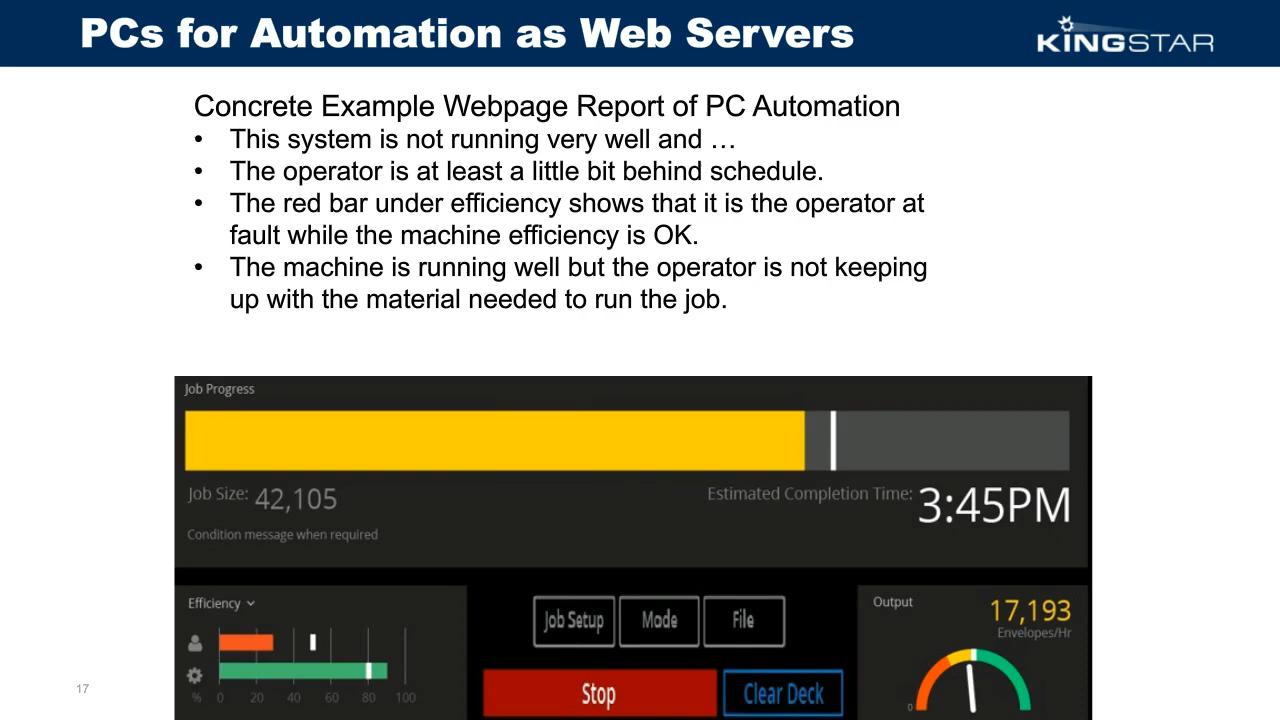 PCs for Automation as Web Servers
KINGSTAR
Concrete Example Webpage Report of PC Automation
• This system is not running very well and …
• The operator is at least a little bit behind schedule.
• The red bar under efficiency shows that it is the operator at
fault while the machine efficiency is OK.
• The machine is running well but the operator is not keeping
up with the material needed to run the job.
Job Progress
Job Size: 42,105
Estimated Completion Time: 3:45PM
Condition message when required
Efficiency
% 0 20 40 60 80 100
Job Setup
Mode
File
Stop
Clear Deck
Output
17,193
Envelopes/Hr
0
17